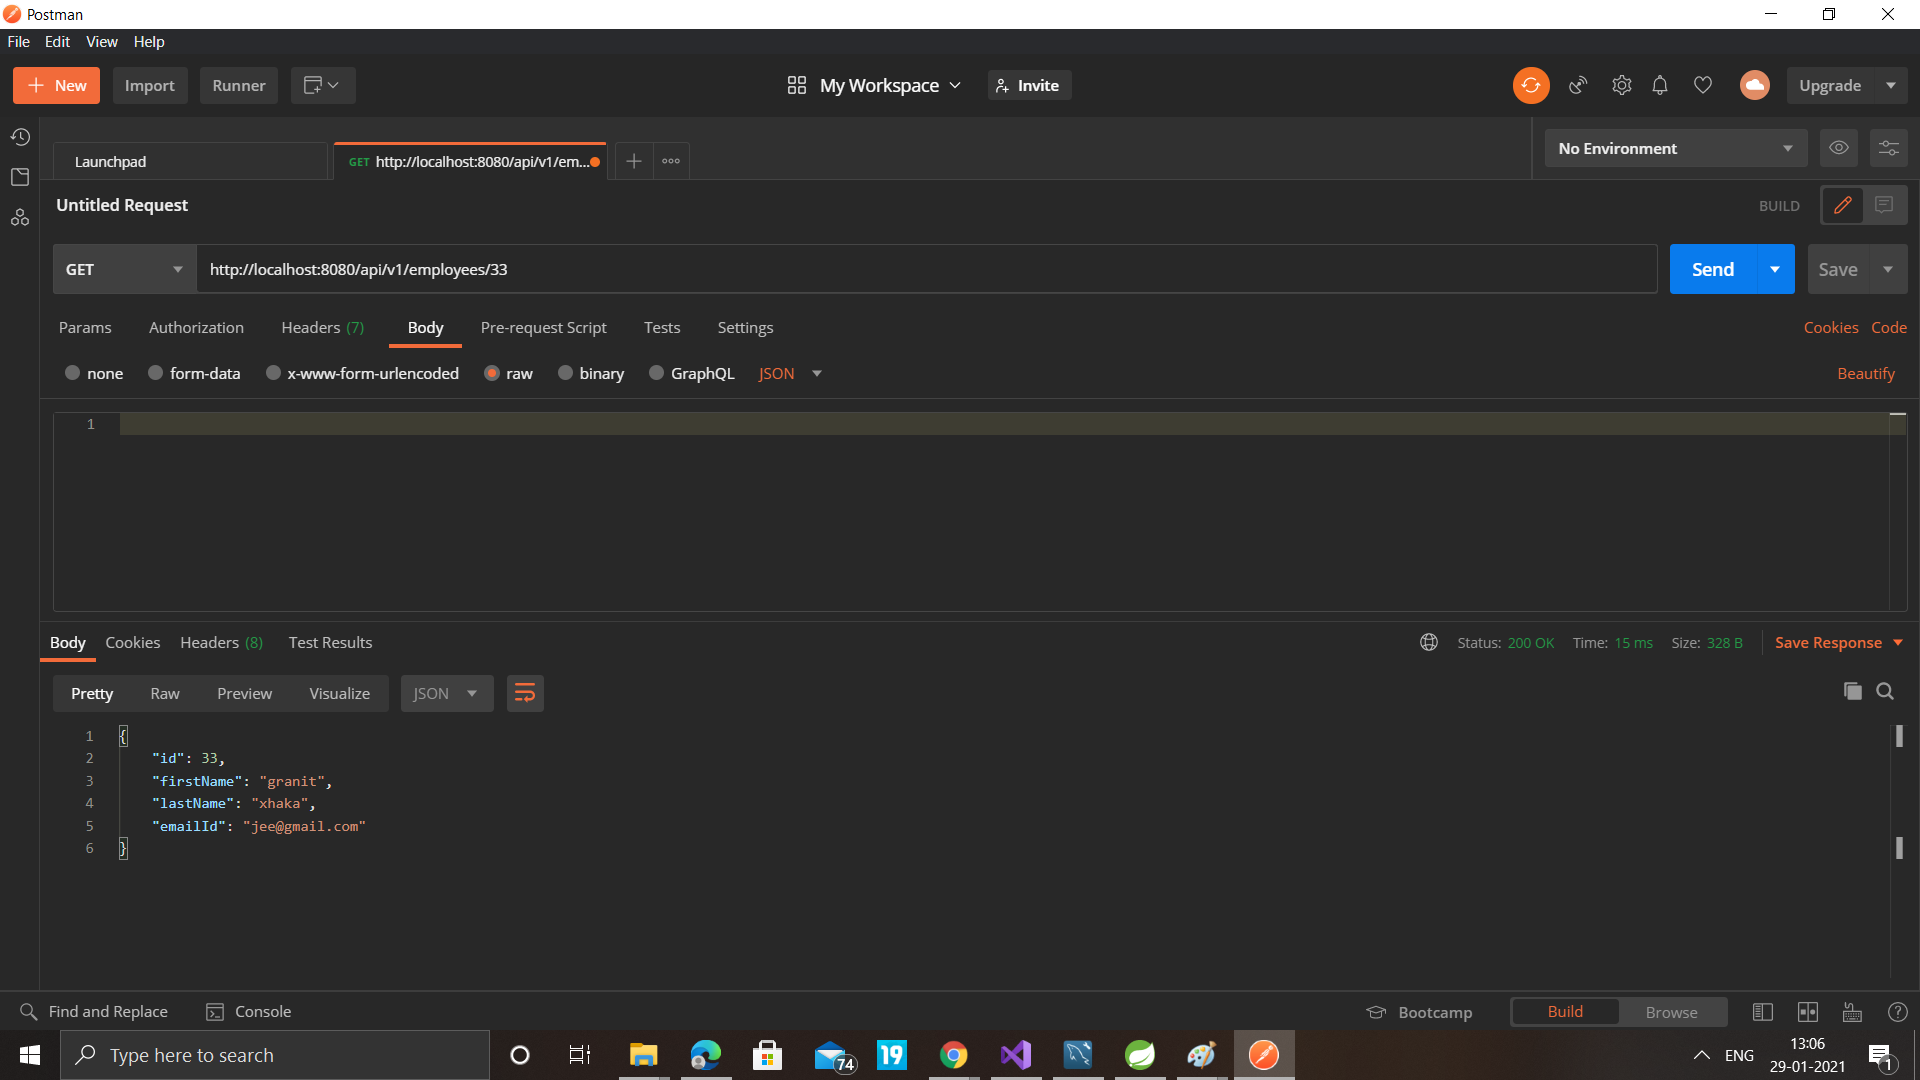 Postman
File Edit View Help
New Import Runner My Workspace Invite Upgrade
Launchpad GET http://localhost:8080/api/v1/em... No Environment
Untitled Request BUILD
GET http://localhost:8080/api/v1/employees/33 Send Save
Params Authorization Headers (7) Body Pre-request Script Tests Settings Cookies Code
none form-data x-www-form-urlencoded raw binary GraphQL JSON Beautify
1
Body Cookies Headers (8) Test Results Status: 200 OK Time: 15 ms Size: 328 B Save Response
Pretty Raw Preview Visualize JSON
1 {
2 "id": 33,
3 "firstName": "granit",
4 "lastName": "xhaka",
5 "emailId": "jee@gmail.com"
6 }
Find and Replace Console Bootcamp Build Browse
Type here to search 74 19 ENG 13:06
29-01-2021 1